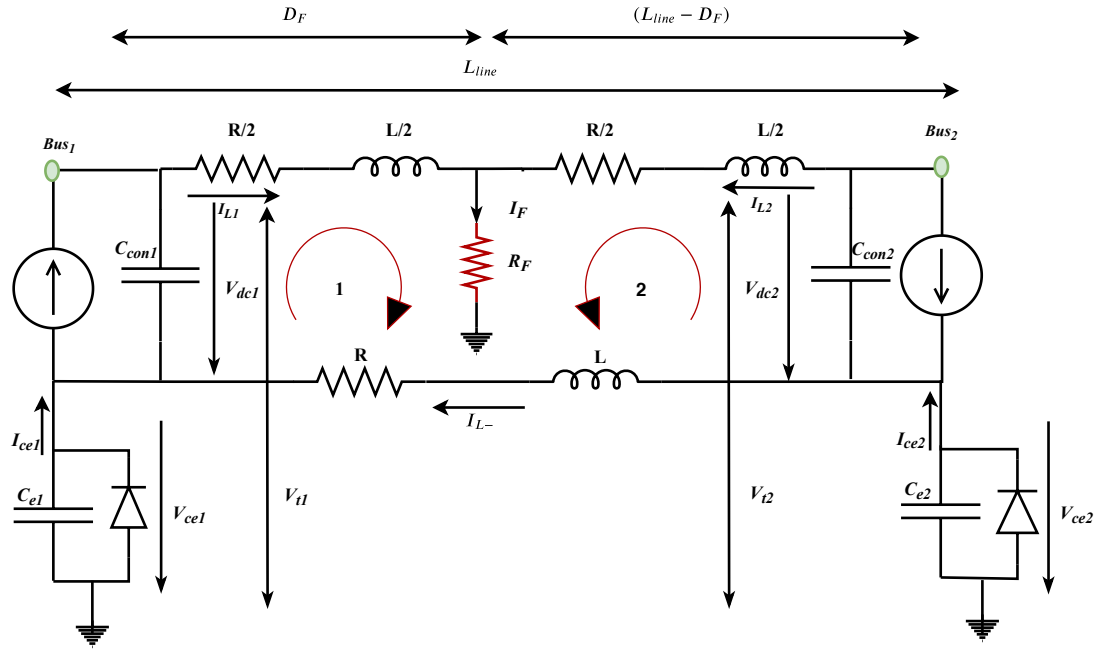 D_F
(L_line − D_F)
L_line
Bus_1
R/2
L/2
R/2
L/2
Bus_2
I_L1
I_F
I_L2
C_con1
V_dc1
1
R_F
2
V_dc2
C_con2
R
L
I_L−
I_ce1
I_ce2
C_e1
V_ce1
V_t1
V_t2
C_e2
V_ce2